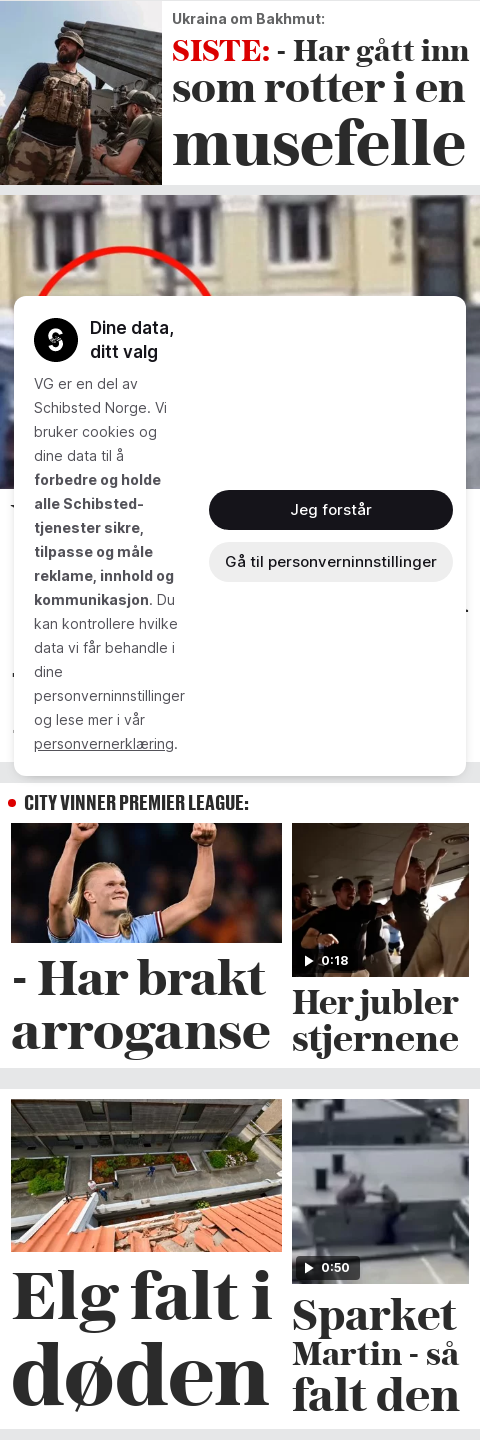 Ukraina om Bakhmut:
SISTE: - Har gått inn
som rotter i en
musefelle
Dine data,
ditt valg
VG er en del av
Schibsted Norge. Vi
bruker cookies og
dine data til å
forbedre og holde
alle Schibsted-
tjenester sikre,
tilpasse og måle
reklame, innhold og
kommunikasjon. Du
kan kontrollere hvilke
data vi får behandle i
dine
personverninnstillinger
og lese mer i vår
personvernerklæring.
Jeg forstår
Gå til personverninnstillinger
CITY VINNER PREMIER LEAGUE:
0:18
- Har brakt
arroganse
Her jubler
stjernene
0:50
Elg falt i
døden
Sparket
Martin - så
falt den